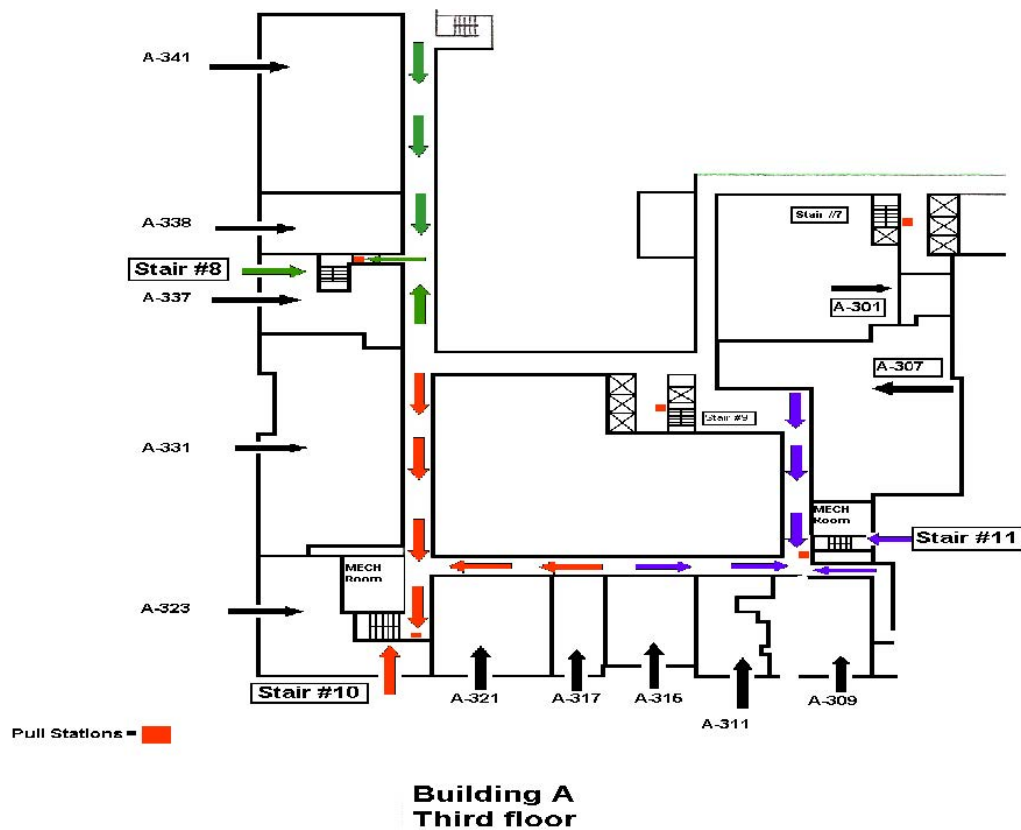 A-341
A-338
Stair #7
Stair #8
A-337
A-301
A-307
Stair #9
A-331
MECH
Room
Stair #11
MECH
Room
A-323
Stair #10
A-321
A-317
A-315
A-311
A-309
Pull Stations =
Building A
Third floor